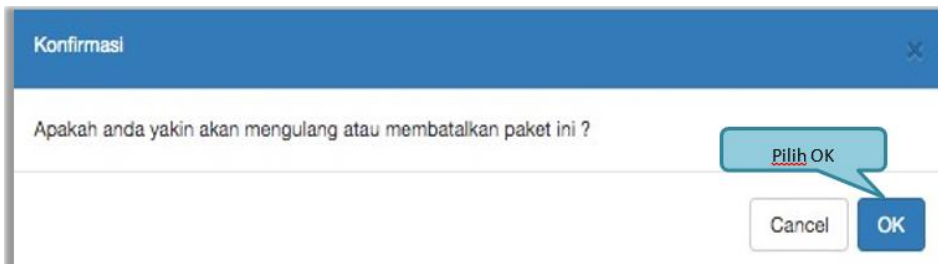 Konfirmasi
x
Apakah anda yakin akan mengulang atau membatalkan paket ini ?
Pilih OK
Cancel
OK